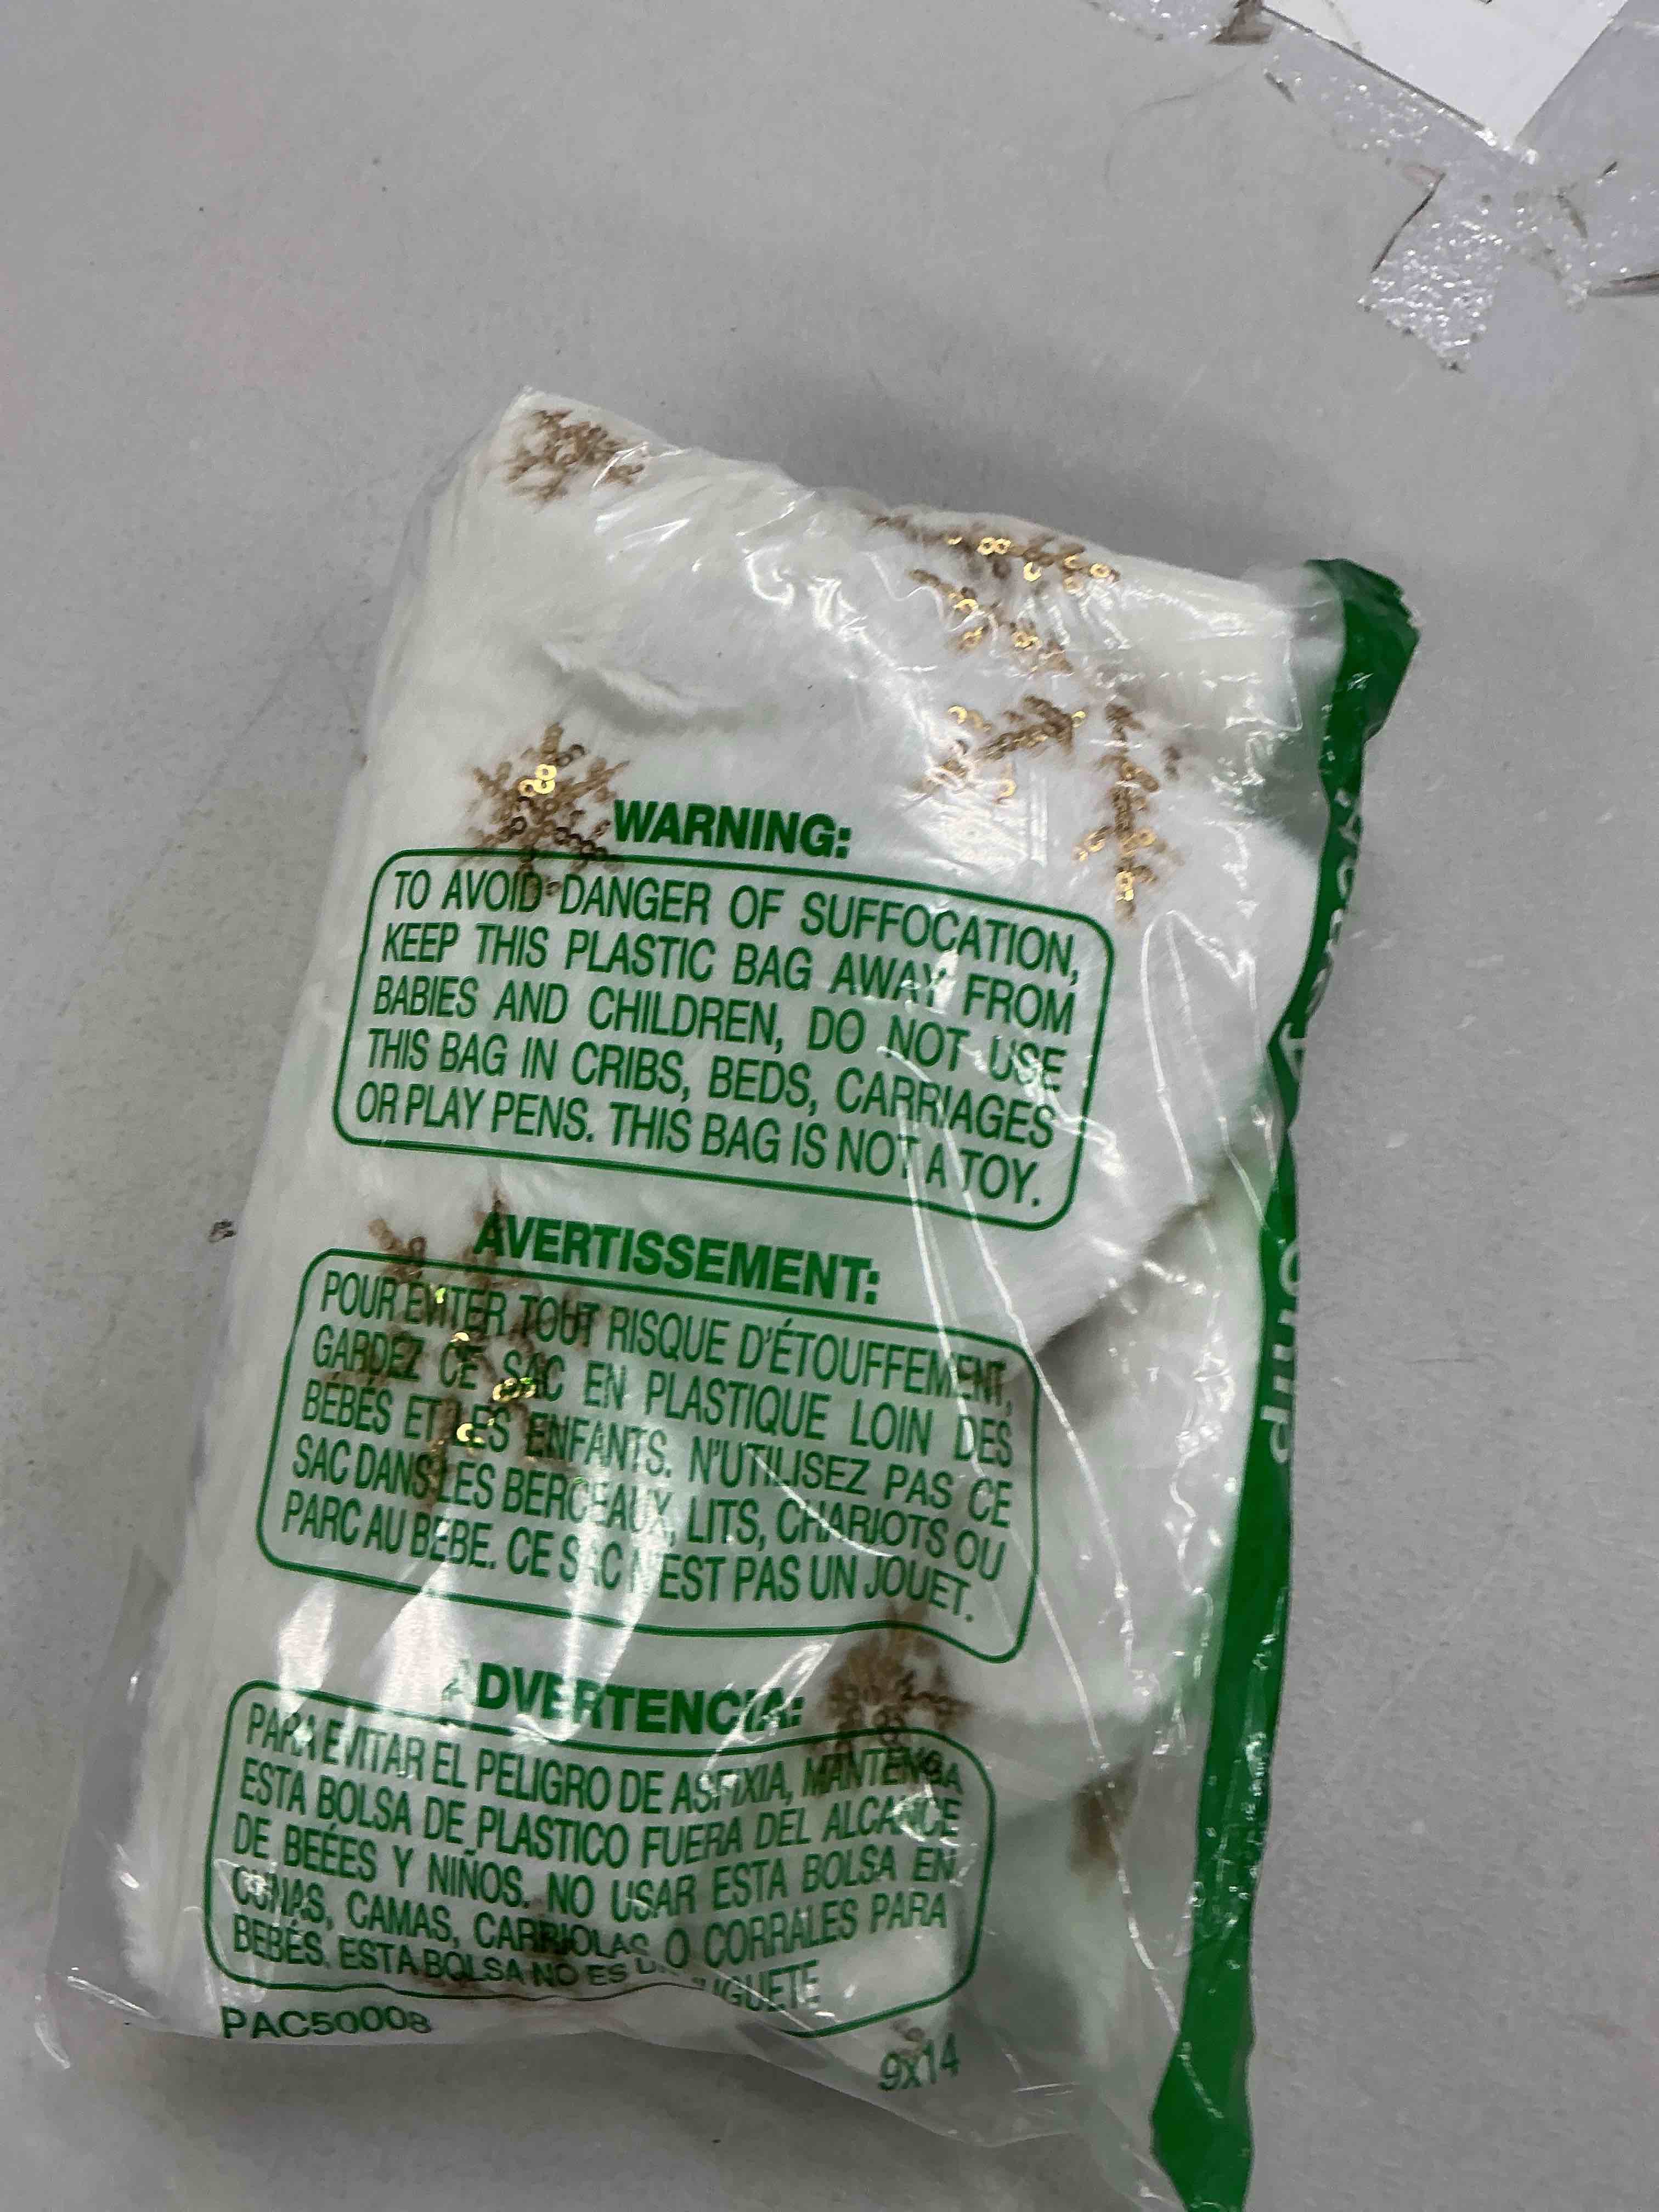 WARNING:
TO AVOID DANGER OF SUFFOCATION,
KEEP THIS PLASTIC BAG AWAY FROM
BABIES AND CHILDREN, DO NOT USE
THIS BAG IN CRIBS, BEDS, CARRIAGES
OR PLAY PENS. THIS BAG IS NOT A TOY.
AVERTISSEMENT:
POUR EVITER TOUT RISQUE D'ÉTOUFFEMENT,
GARDEZ CE SAC EN PLASTIQUE LOIN DES
BÉBÉS ET LES ENFANTS. N'UTILISEZ PAS CE
SAC DANS LES BERCEAUX, LITS, CHARIOTS OU
PARC AU BEBE. CE SAC N'EST PAS UN JOUET.
ADVERTENCIA:
PARA EVITAR EL PELIGRO DE ASFIXIA, MANTENGA
ESTA BOLSA DE PLASTICO FUERA DEL ALCANCE
DE BEÉES Y NIÑOS. NO USAR ESTA BOLSA EN
CUNAS, CAMAS, CARRIOLAS O CORRALES PARA
BEBÉS. ESTA BOLSA NO ES UN JUGUETE
PAC50008
9x14